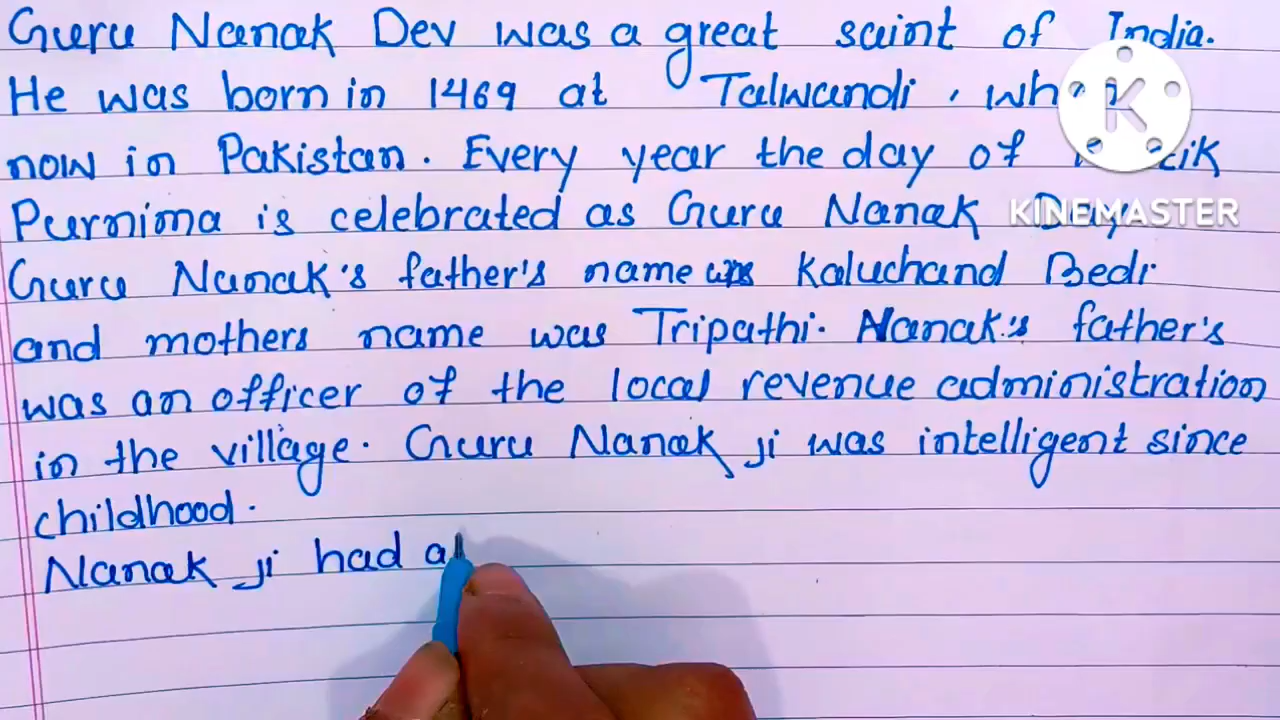 Guru Nanak Dev was a great saint of India.
He was born in 1469 at Talwandi, 
now in Pakistan. Every year the day of
Purnima is celebrated as Guru Nanak Day
KINEMASTER
Guru Nanak's father's name was Kaluchand Bedi
and mothers name was Tripathi. Nanak's father's
was an officer of the local revenue administration
in the village. Guru Nanak ji was intelligent since
childhood.
Nanak ji had a